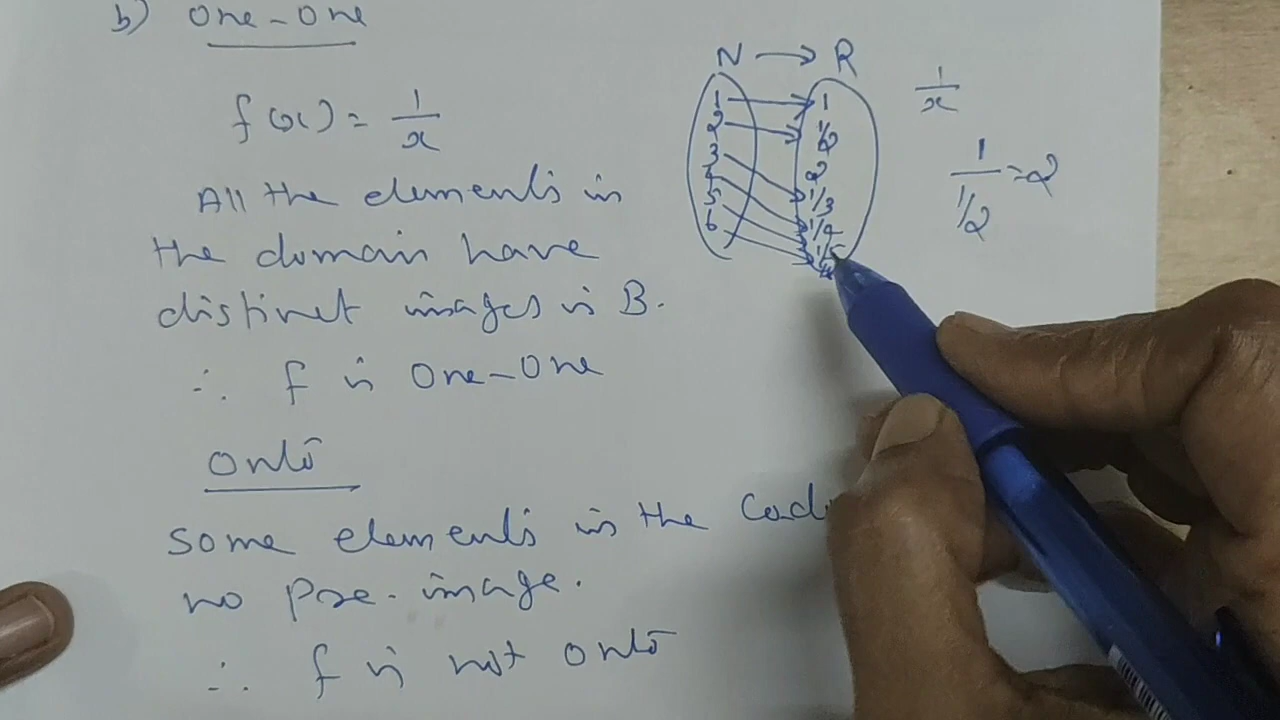 b) One-One
f(x) = 1/x
All the elements in
the domain have
distinct images in B.
∴ f is One-One
Onto
Some elements in the
no Pre-image.
∴ f is not onto
N → R
1 1
2 1/2
3 2
4 1/3
5 1/4
6 1/5
1/x
1/(1/2) = 2